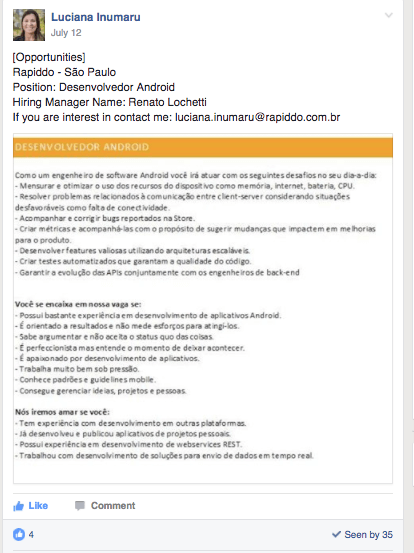 Luciana Inumaru
July 12
[Opportunities]
Rapiddo - São Paulo
Position: Desenvolvedor Android
Hiring Manager Name: Renato Lochetti
If you are interest in contact me: luciana.inumaru@rapiddo.com.br
DESENVOLVEDOR ANDROID
Como um engenheiro de software Android você irá atuar com os seguintes desafios no seu dia-a-dia:
- Mensurar e otimizar o uso dos recursos do dispositivo como memória, internet, bateria, CPU.
- Resolver problemas relacionados à comunicação entre client-server considerando situações
desfavoráveis como falta de conectividade.
- Acompanhar e corrigir bugs reportados na Store.
- Criar métricas e acompanhá-las com o propósito de sugerir mudanças que impactem em melhorias
para o produto.
- Desenvolver features valiosas utilizando arquiteturas escaláveis.
- Criar testes automatizados que garantam a qualidade do código.
- Garantir a evolução das APIs conjuntamente com os engenheiros de back-end
Você se encaixa em nossa vaga se:
- Possui bastante experiência em desenvolvimento de aplicativos Android.
- É orientado a resultados e não mede esforços para atingi-los.
- Sabe argumentar e não aceita o status quo das coisas.
- É perfeccionista mas entende o momento de deixar acontecer.
- É apaixonado por desenvolvimento de aplicativos.
- Trabalha muito bem sob pressão.
- Conhece padrões e guidelines mobile.
- Consegue gerenciar ideias, projetos e pessoas.
Nós iremos amar se você:
- Tem experiência com desenvolvimento em outras plataformas.
- Já desenvolveu e publicou aplicativos de projetos pessoais.
- Possui experiência em desenvolvimento de webservices REST.
- Trabalhou com desenvolvimento de soluções para envio de dados em tempo real.
Like Comment
4 Seen by 35